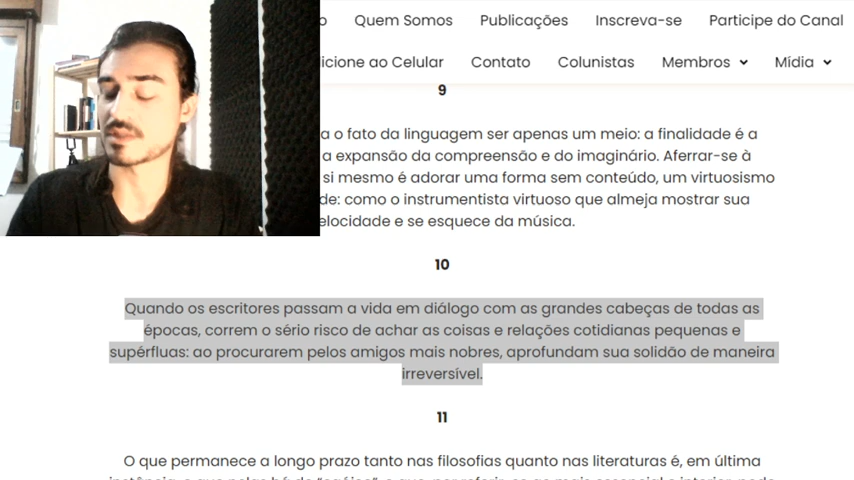 Quem Somos Publicações Inscreva-se Participe do Canal
ao Celular Contato Colunistas Membros Mídia
9
o fato da linguagem ser apenas um meio: a finalidade é a
a expansão da compreensão e do imaginário. Aferrar-se à
si mesmo é adorar uma forma sem conteúdo, um virtuosismo
como o instrumentista virtuoso que almeja mostrar sua
e se esquece da música.
10
Quando os escritores passam a vida em diálogo com as grandes cabeças de todas as
épocas, correm o sério risco de achar as coisas e relações cotidianas pequenas e
supérfluas: ao procurarem pelos amigos mais nobres, aprofundam sua solidão de maneira
irreversível.
11
O que permanece a longo prazo tanto nas filosofias quanto nas literaturas é, em última